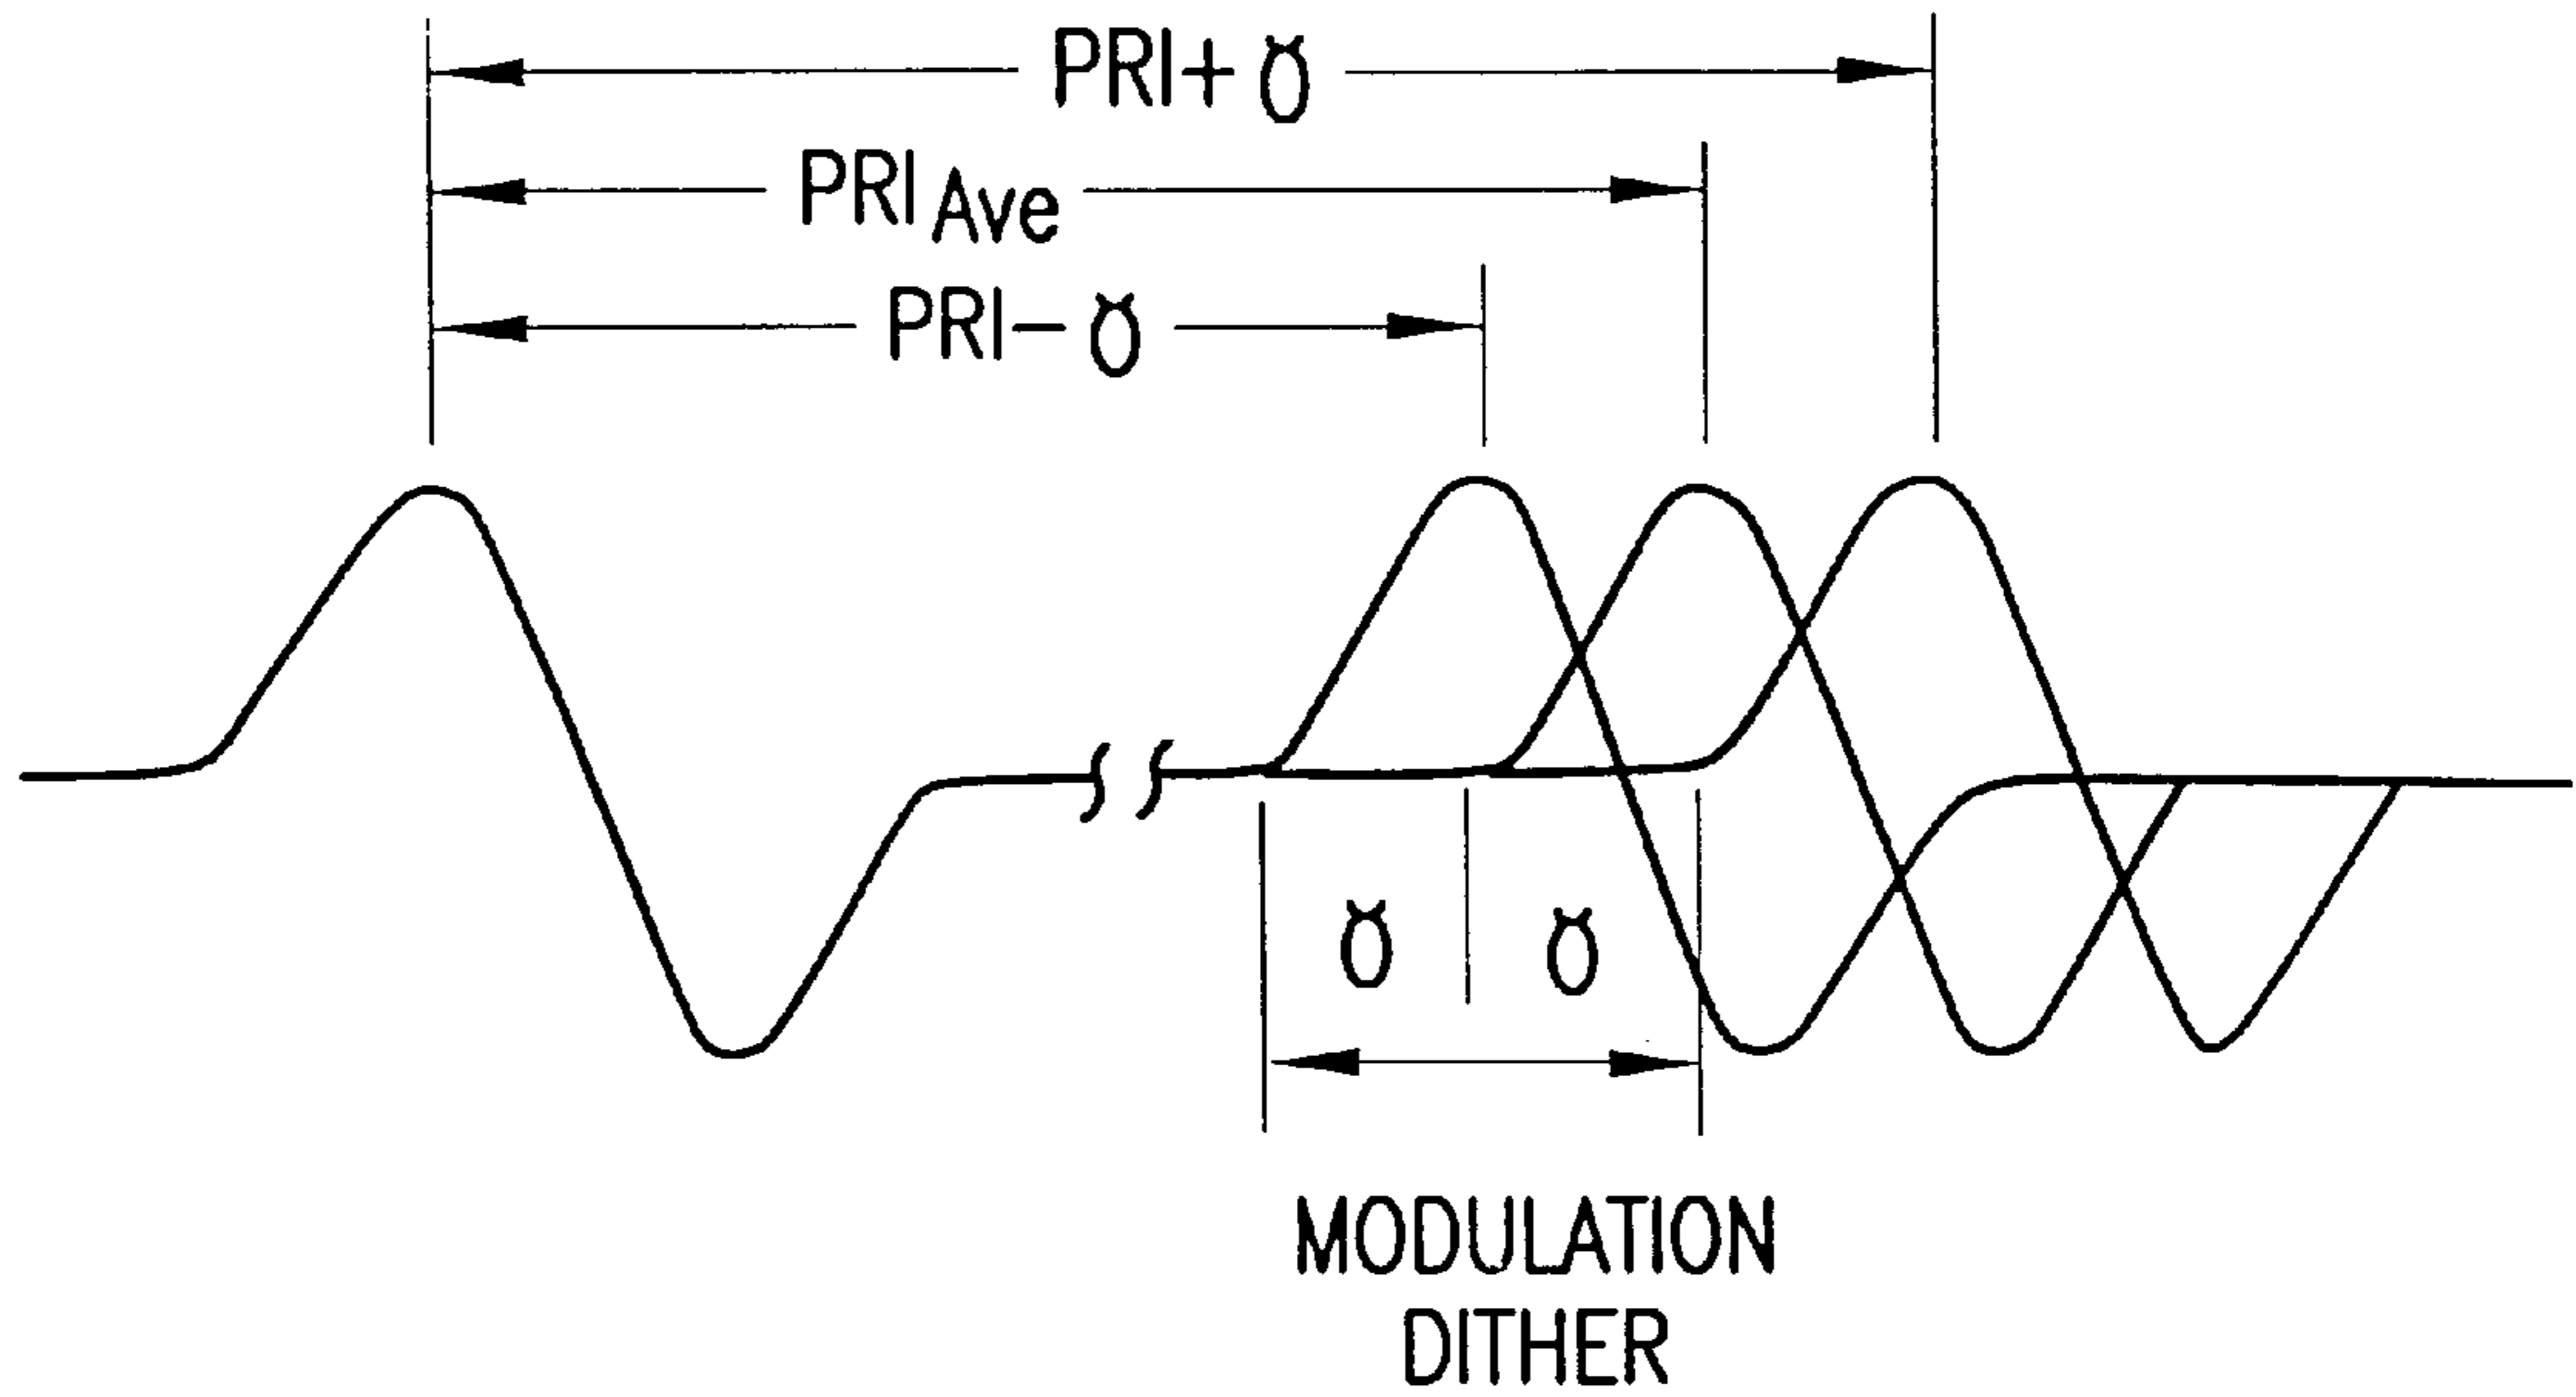 PRI+ δ
PRI Ave
PRI− δ
δ δ
MODULATION
DITHER